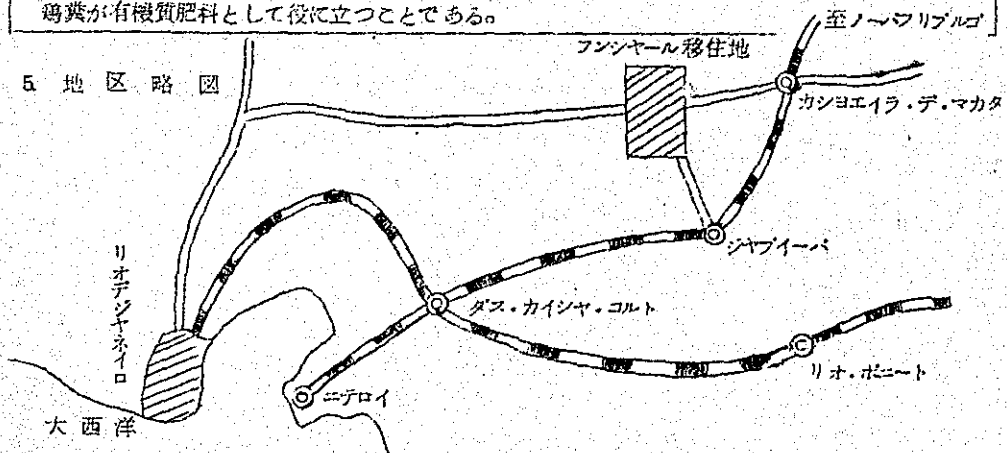 鶏糞が有機質肥料として役に立つことである。
5. 地区略図
至ノーバフリブルゴ
フンシャール移住地
カショエイラ・デ・マカタ
ジャプイーバ
リオデジャネイロ
ダス・カイシャ・コルト
リオ・ボニート
ニテロイ
大西洋